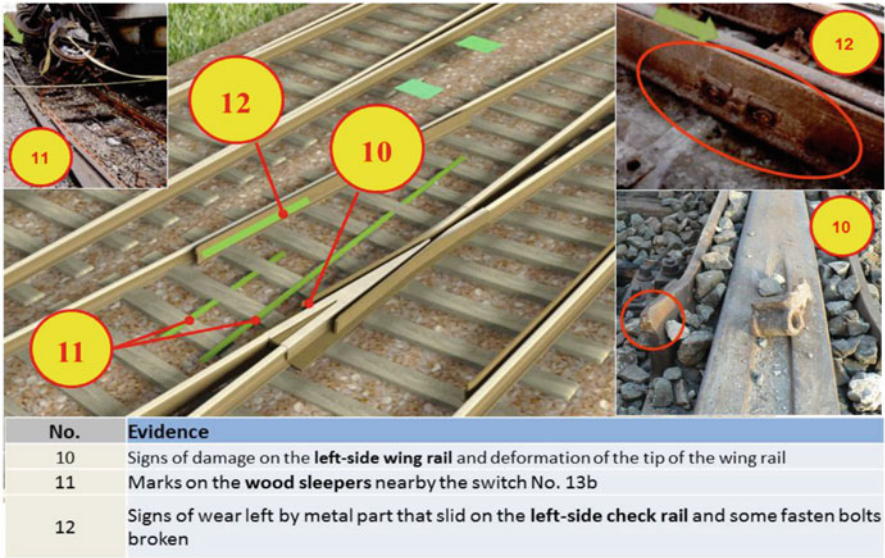 11
12
10
12
10
11
No. Evidence
10 Signs of damage on the left-side wing rail and deformation of the tip of the wing rail
11 Marks on the wood sleepers nearby the switch No. 13b
12 Signs of wear left by metal part that slid on the left-side check rail and some fasten bolts
broken